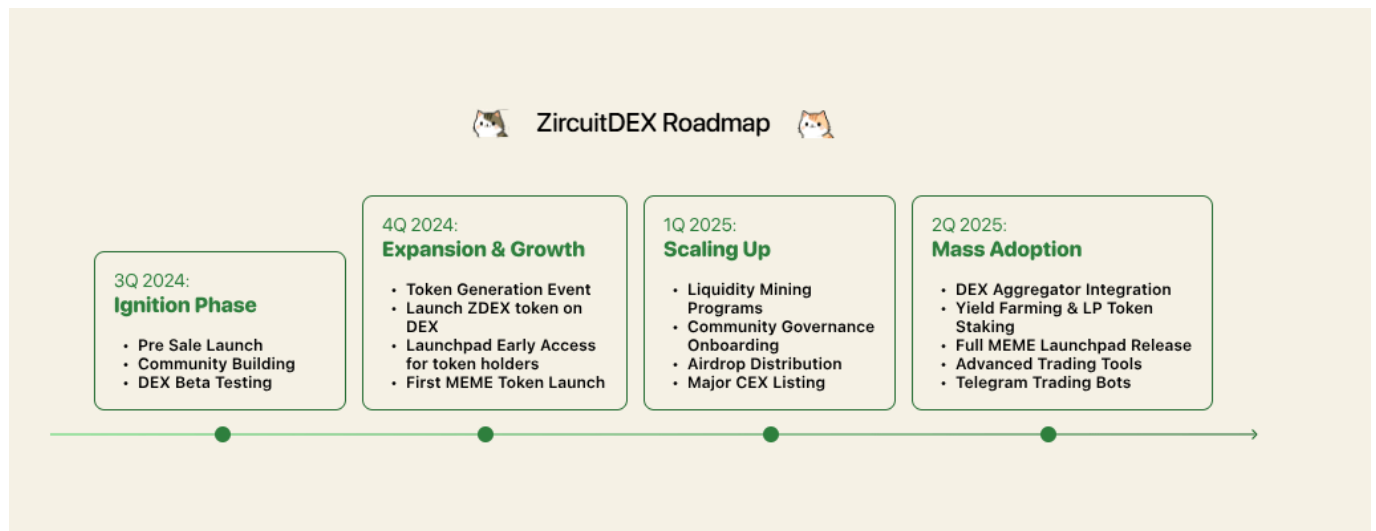 ZircuitDEX Roadmap
3Q 2024:
Ignition Phase
• Pre Sale Launch
• Community Building
• DEX Beta Testing
4Q 2024:
Expansion & Growth
• Token Generation Event
• Launch ZDEX token on
DEX
• Launchpad Early Access
for token holders
• First MEME Token Launch
1Q 2025:
Scaling Up
• Liquidity Mining
Programs
• Community Governance
Onboarding
• Airdrop Distribution
• Major CEX Listing
2Q 2025:
Mass Adoption
• DEX Aggregator Integration
• Yield Farming & LP Token
Staking
• Full MEME Launchpad Release
• Advanced Trading Tools
• Telegram Trading Bots